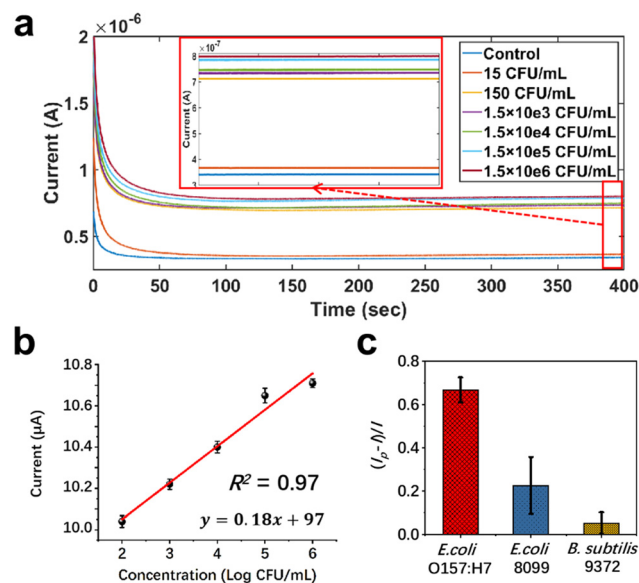 a
×10⁻⁶
2
1.5
1
0.5
0
50
100
150
200
250
300
350
400
Current (A)
Time (sec)
×10⁻⁷
8
7
6
5
4
3
Current (A)
Control
15 CFU/mL
150 CFU/mL
1.5×10e3 CFU/mL
1.5×10e4 CFU/mL
1.5×10e5 CFU/mL
1.5×10e6 CFU/mL
b
10.8
10.6
10.4
10.2
10.0
Current (μA)
R² = 0.97
y = 0.18x + 97
2
3
4
5
6
Concentration (Log CFU/mL)
c
0.8
0.6
0.4
0.2
0.0
(Iₚ-I)/I
E.coli E.coli B. subtilis
O157:H7 8099 9372